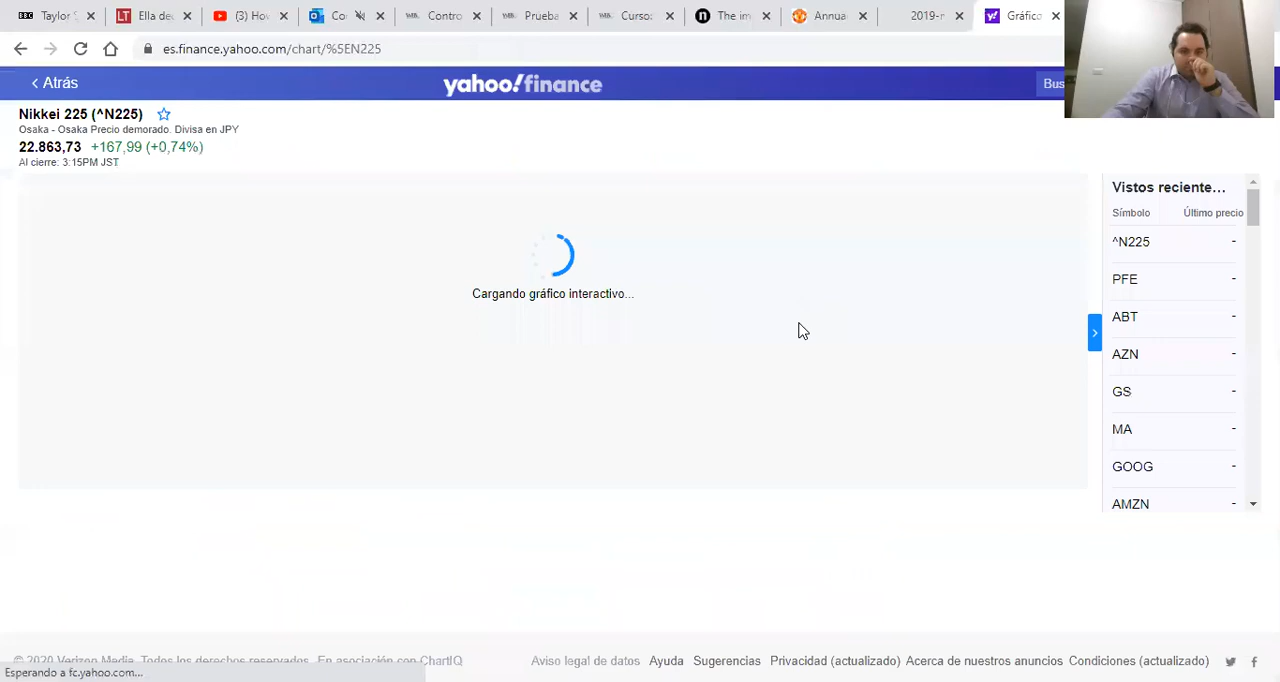 BBC Taylor S
LT Ella dec
(3) Hov
Co
Contro
Prueba
Curso:
The im
Annua
2019-r
Gráfico
es.finance.yahoo.com/chart/%5EN225
Atrás
yahoo!finance
Bus
Nikkei 225 (^N225)
Osaka - Osaka Precio demorado. Divisa en JPY
22.863,73 +167,99 (+0,74%)
Al cierre: 3:15PM JST
Cargando gráfico interactivo...
Vistos reciente...
Símbolo Último precio
^N225 -
PFE -
ABT -
AZN -
GS -
MA -
GOOG -
AMZN -
© 2020 Verizon Media. Todos los derechos reservados. En asociación con ChartIQ
Aviso legal de datos Ayuda Sugerencias Privacidad (actualizado) Acerca de nuestros anuncios Condiciones (actualizado)
Esperando a fc.yahoo.com...